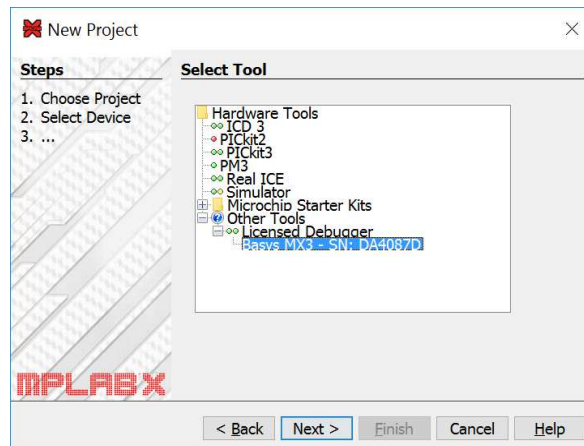 New Project
Steps
1. Choose Project
2. Select Device
3. ...
Select Tool
Hardware Tools
ICD 3
PICkit2
PICkit3
PM3
Real ICE
Simulator
Microchip Starter Kits
Other Tools
Licensed Debugger
Basys MX3 - SN: DA4087D
MPLABX
< Back
Next >
Finish
Cancel
Help